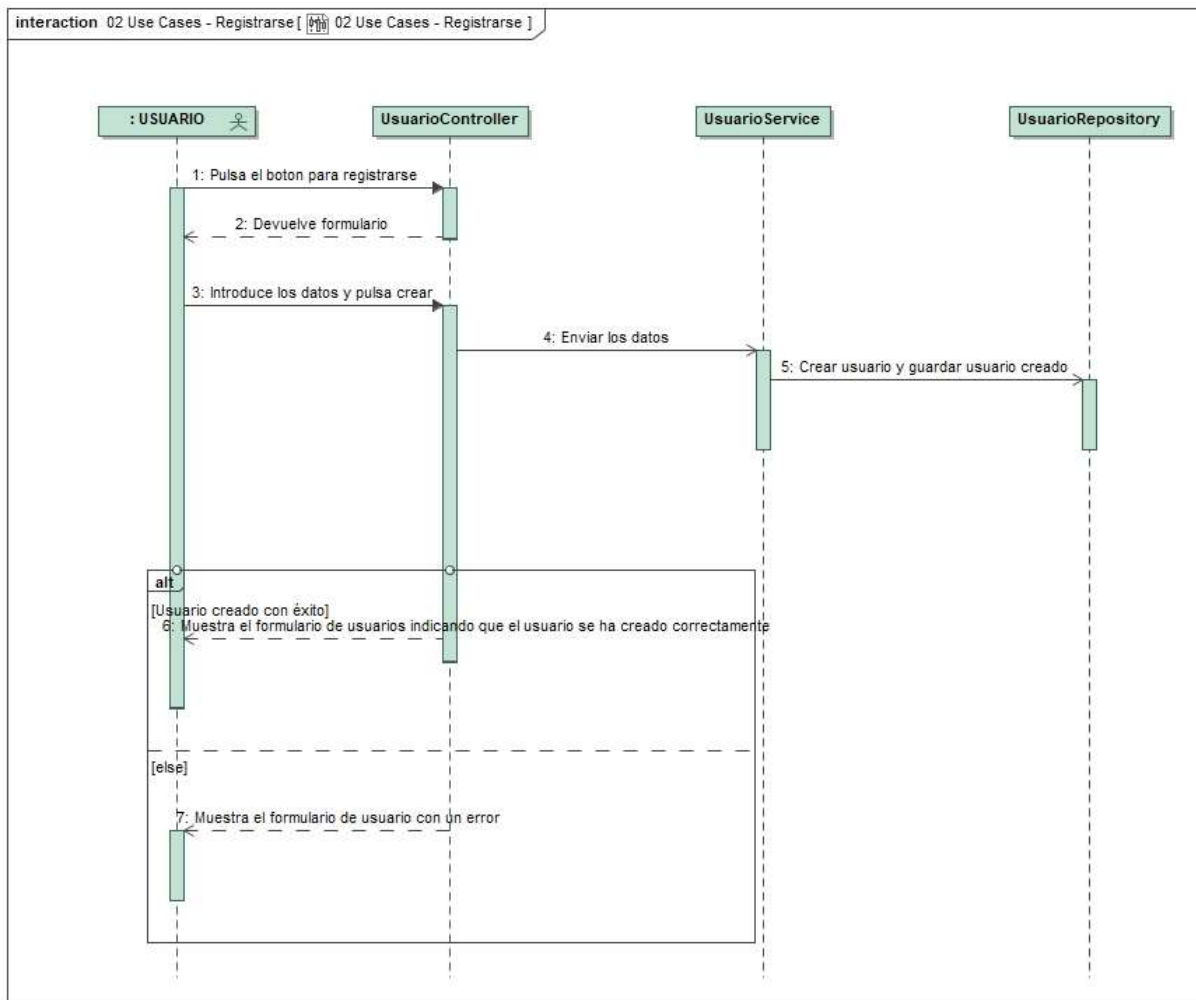 interaction 02 Use Cases - Registrarse [ 02 Use Cases - Registrarse ]
: USUARIO
UsuarioController
UsuarioService
UsuarioRepository
1: Pulsa el boton para registrarse
2: Devuelve formulario
3: Introduce los datos y pulsa crear
4: Enviar los datos
5: Crear usuario y guardar usuario creado
alt
[Usuario creado con éxito]
6: Muestra el formulario de usuarios indicando que el usuario se ha creado correctamente
[else]
7: Muestra el formulario de usuario con un error